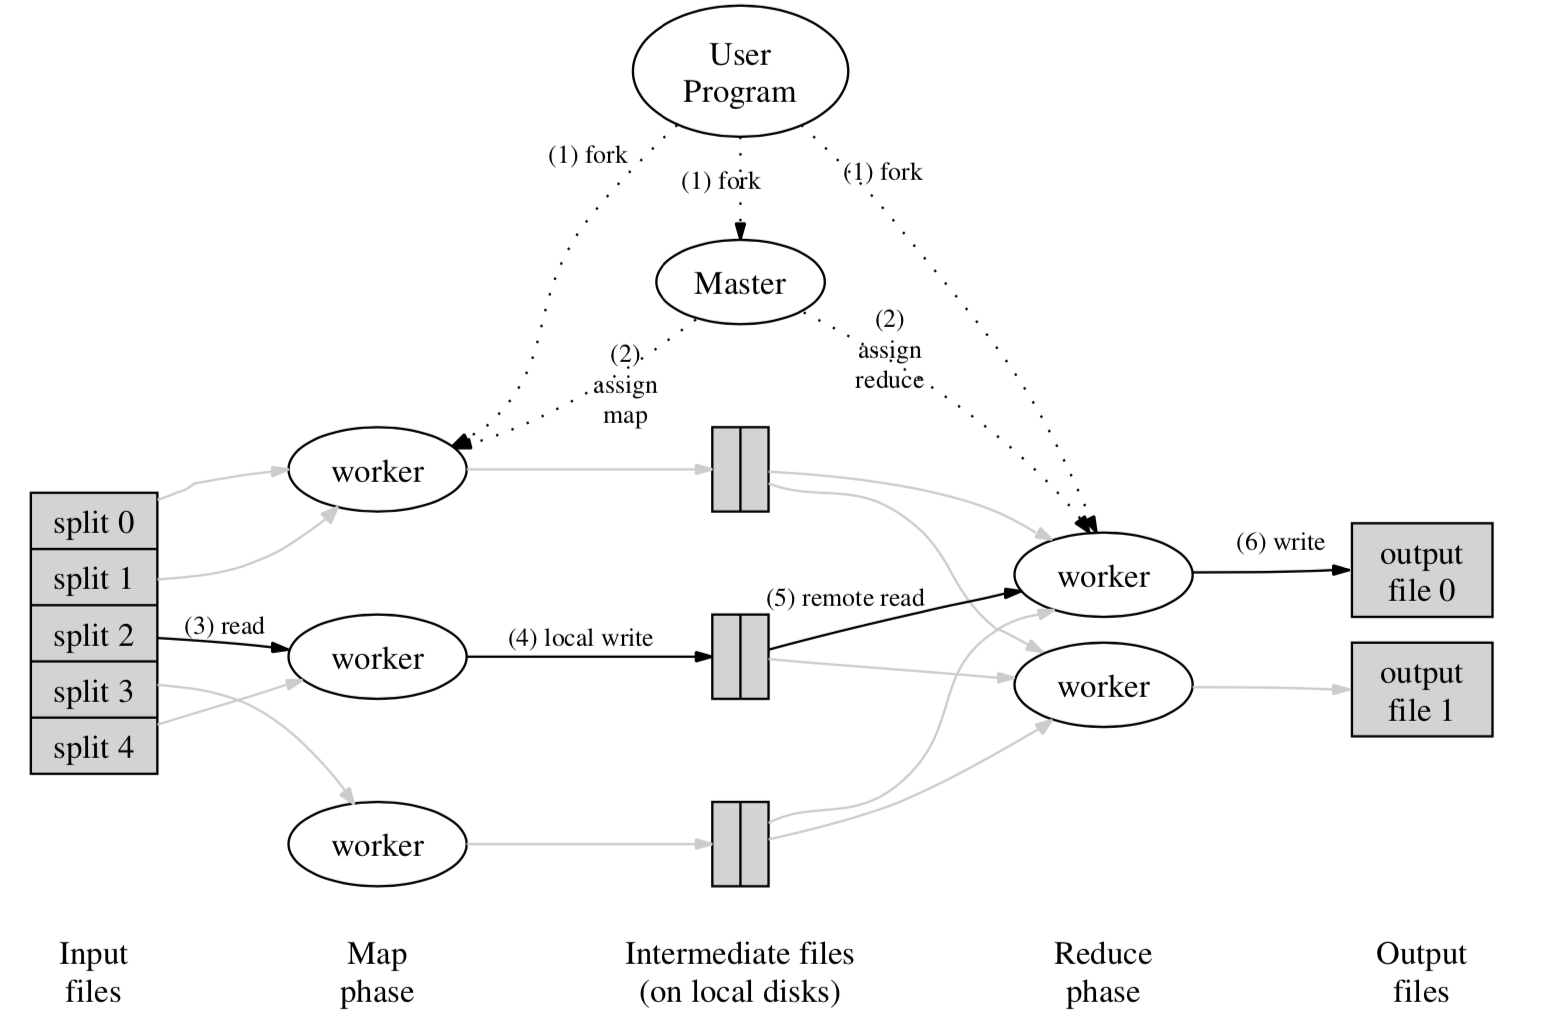 User
Program
(1) fork
(1) fork
(1) fork
Master
(2)
assign
map
(2)
assign
reduce
worker
split 0
split 1
split 2
split 3
split 4
(3) read
worker
(4) local write
(5) remote read
worker
worker
worker
(6) write
output
file 0
output
file 1
Input
files
Map
phase
Intermediate files
(on local disks)
Reduce
phase
Output
files